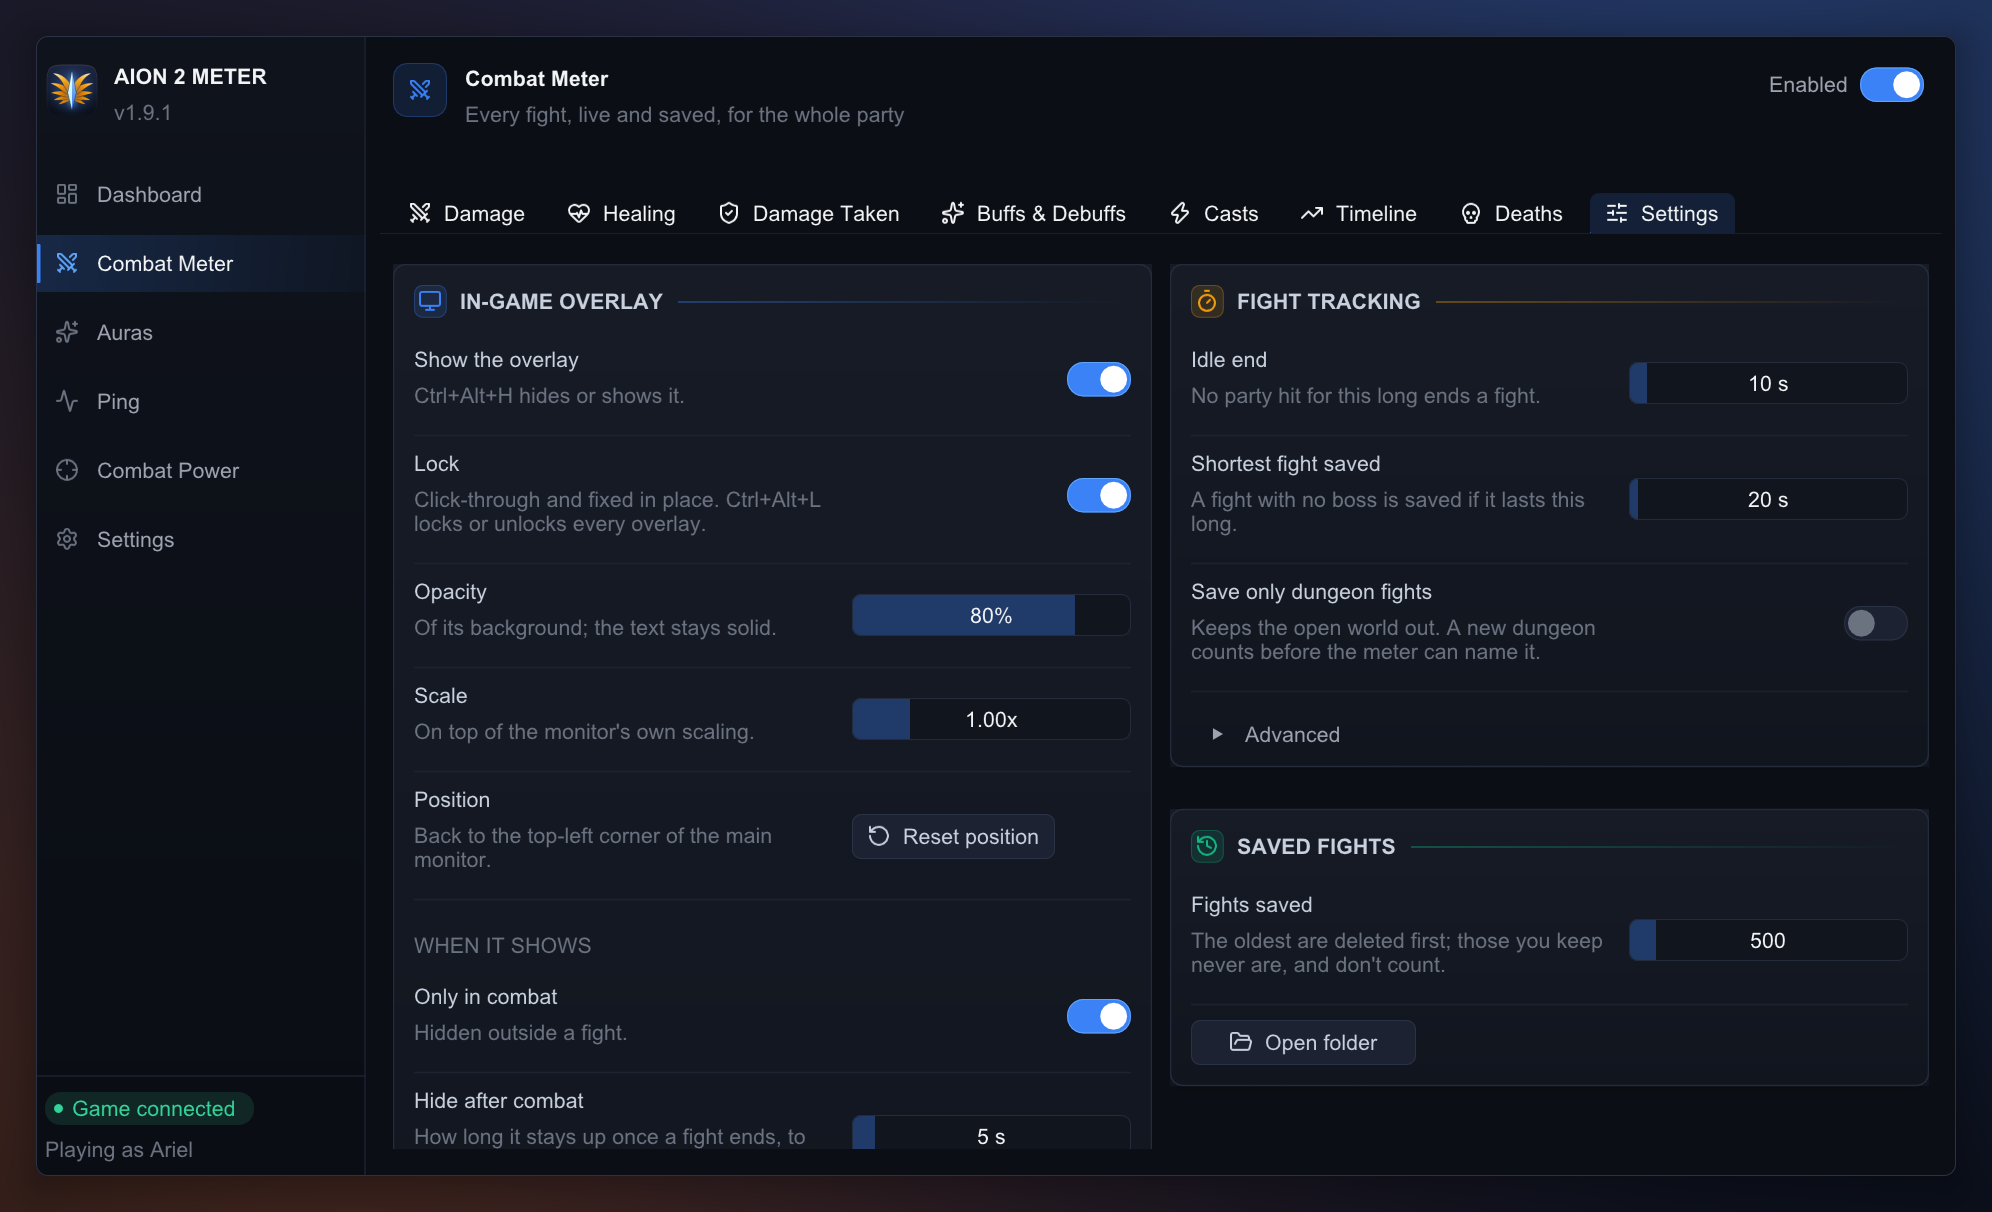 AION 2 METER
v1.9.1
Dashboard
Combat Meter
Auras
Ping
Combat Power
Settings
Game connected
Playing as Ariel
Combat Meter
Every fight, live and saved, for the whole party
Enabled
Damage
Healing
Damage Taken
Buffs & Debuffs
Casts
Timeline
Deaths
Settings
IN-GAME OVERLAY
Show the overlay
Ctrl+Alt+H hides or shows it.
Lock
Click-through and fixed in place. Ctrl+Alt+L
locks or unlocks every overlay.
Opacity
Of its background; the text stays solid.
80%
Scale
On top of the monitor's own scaling.
1.00x
Position
Back to the top-left corner of the main
monitor.
Reset position
WHEN IT SHOWS
Only in combat
Hidden outside a fight.
Hide after combat
How long it stays up once a fight ends, to
5 s
FIGHT TRACKING
Idle end
No party hit for this long ends a fight.
10 s
Shortest fight saved
A fight with no boss is saved if it lasts this
long.
20 s
Save only dungeon fights
Keeps the open world out. A new dungeon
counts before the meter can name it.
Advanced
SAVED FIGHTS
Fights saved
The oldest are deleted first; those you keep
never are, and don't count.
500
Open folder